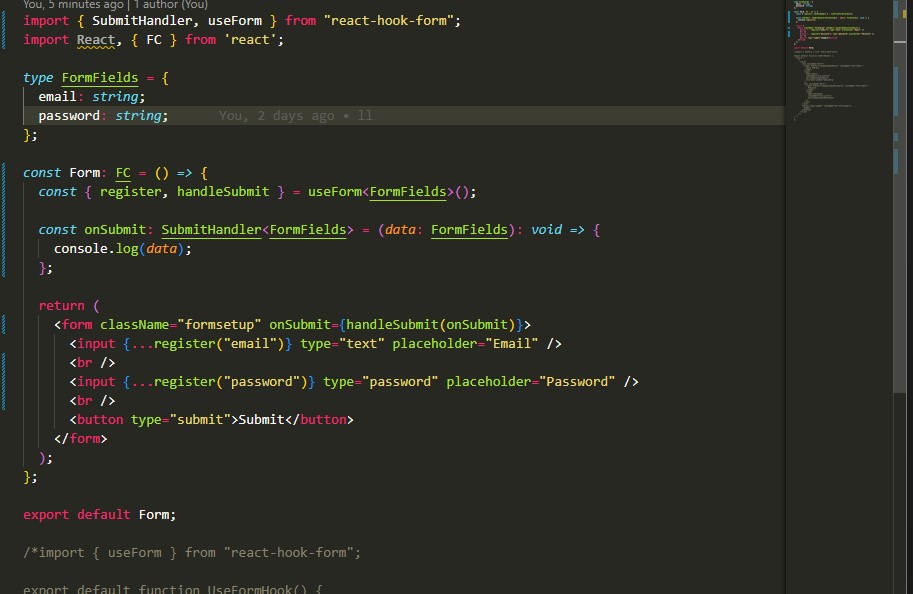 You, 5 minutes ago | 1 author (You)
import { SubmitHandler, useForm } from "react-hook-form";
import React, { FC } from 'react';
type FormFields = {
  email: string;
  password: string;      You, 2 days ago • ll
};
const Form: FC = () => {
  const { register, handleSubmit } = useForm<FormFields>();
  const onSubmit: SubmitHandler<FormFields> = (data: FormFields): void => {
    console.log(data);
  };
  return (
    <form className="formsetup" onSubmit={handleSubmit(onSubmit)}>
      <input {...register("email")} type="text" placeholder="Email" />
      <br />
      <input {...register("password")} type="password" placeholder="Password" />
      <br />
      <button type="submit">Submit</button>
    </form>
  );
};
export default Form;
/*import { useForm } from "react-hook-form";
export default function UseFormHook() {